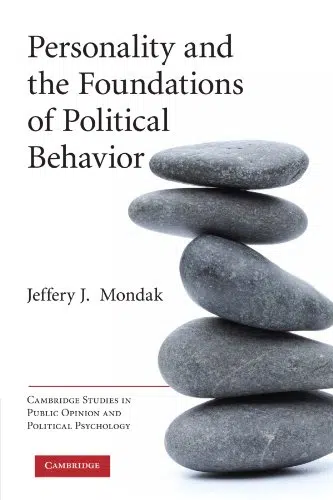 Personality and
the Foundations
of Political
Behavior
Jeffery J. Mondak
Cambridge Studies in
Public Opinion and
Political Psychology
Cambridge